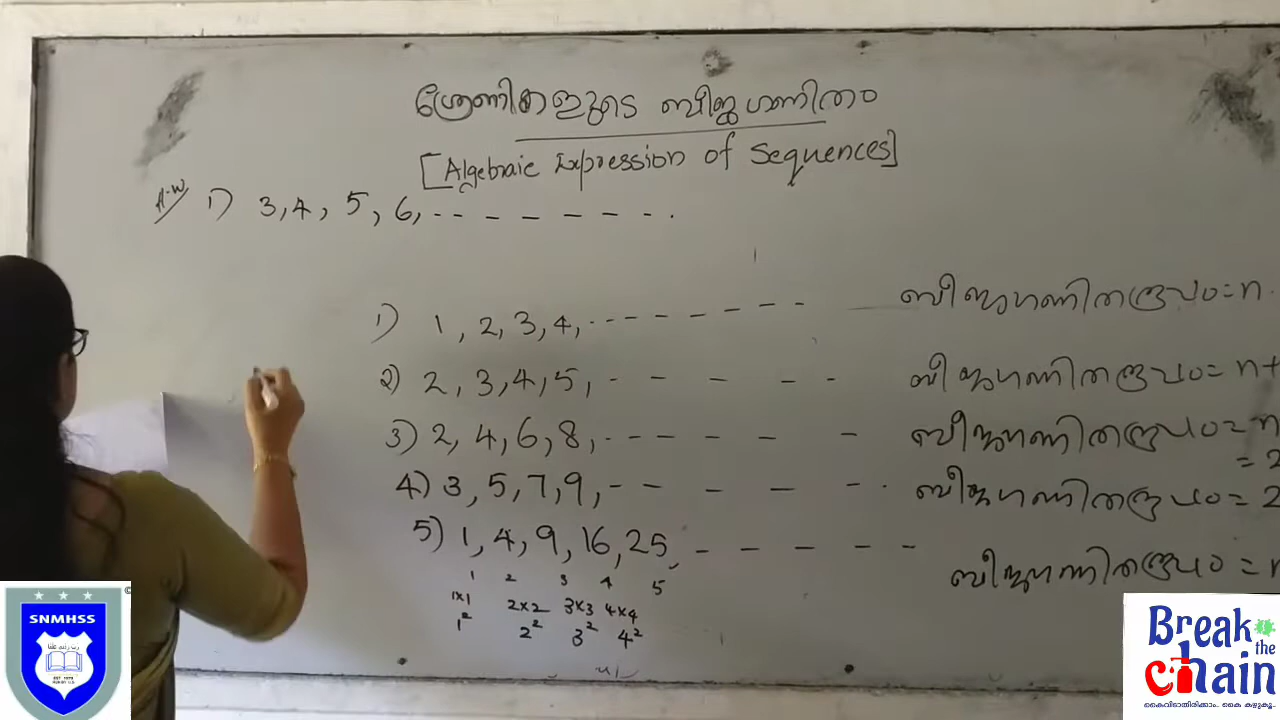 ശ്രേണികളുടെ ബീജഗണിതം
[Algebraic Expression of Sequences]
H.W 1) 3, 4, 5, 6, - - - - - - - -
1) 1, 2, 3, 4, - - - - - - - ബീജഗണിതരൂപം = n
2) 2, 3, 4, 5, - - - - - ബീജഗണിതരൂപം = n+
3) 2, 4, 6, 8, - - - - - ബീജഗണിതരൂപം = n
= 2
4) 3, 5, 7, 9, - - - - - ബീജഗണിതരൂപം = 2
5) 1, 4, 9, 16, 25, - - - - - ബീജഗണിതരൂപം = n
1 2 3 4 5
1×1 2×2 3×3 4×4
1² 2² 3² 4²
SNMHSS
Break the chain
കൈവിടാതിരിക്കാം.. കൈ കഴുകൂ..